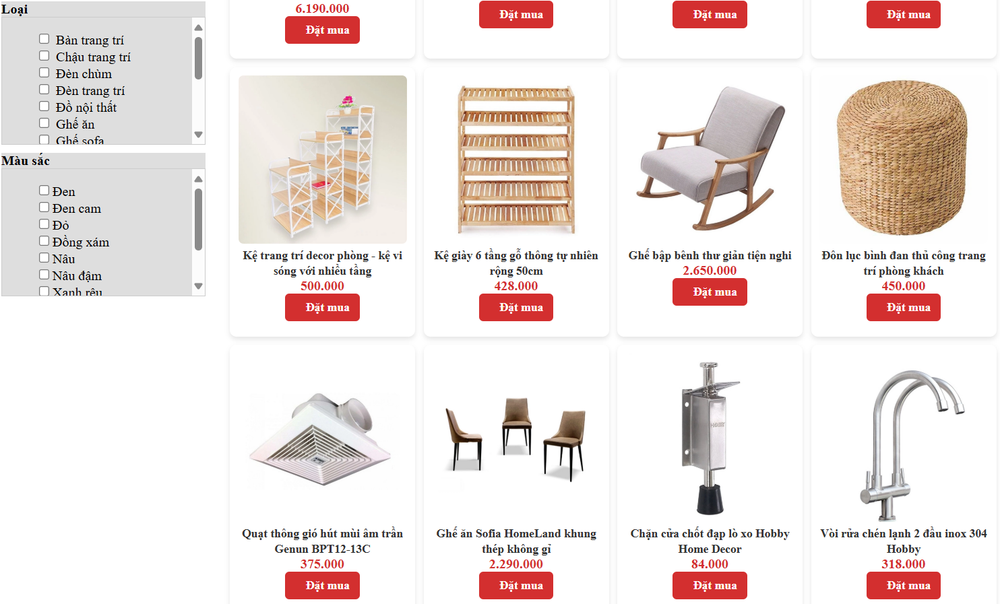 Loại
Bàn trang trí
Chậu trang trí
Đèn chùm
Đèn trang trí
Đồ nội thất
Ghế ăn
Ghế sofa
Màu sắc
Đen
Đen cam
Đỏ
Đồng xám
Nâu
Nâu đậm
Xanh rêu
6.190.000
Đặt mua
Đặt mua
Đặt mua
Đặt mua
Kệ trang trí decor phòng - kệ vi
sóng với nhiều tầng
500.000
Đặt mua
Kệ giày 6 tầng gỗ thông tự nhiên
rộng 50cm
428.000
Đặt mua
Ghế bập bênh thư giản tiện nghi
2.650.000
Đặt mua
Đôn lục bình đan thủ công trang
trí phòng khách
450.000
Đặt mua
Quạt thông gió hút mùi âm trần
Genun BPT12-13C
375.000
Đặt mua
Ghế ăn Sofia HomeLand khung
thép không gỉ
2.290.000
Đặt mua
HOBBY
Chặn cửa chốt đạp lò xo Hobby
Home Decor
84.000
Đặt mua
Vòi rửa chén lạnh 2 đầu inox 304
Hobby
318.000
Đặt mua